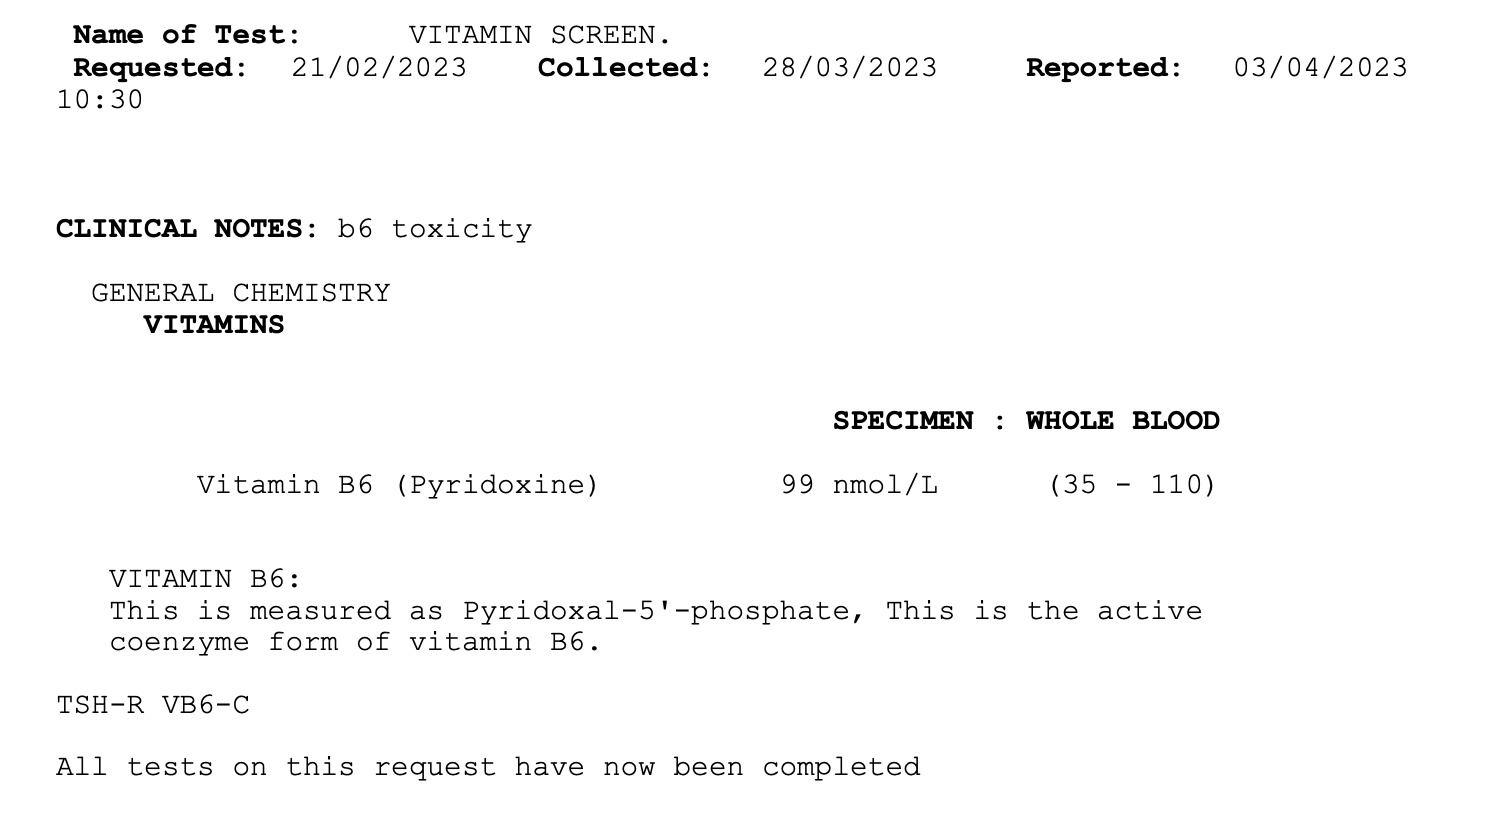 Name of Test: VITAMIN SCREEN.
Requested: 21/02/2023 Collected: 28/03/2023 Reported: 03/04/2023
10:30
CLINICAL NOTES: b6 toxicity
GENERAL CHEMISTRY
VITAMINS
SPECIMEN : WHOLE BLOOD
Vitamin B6 (Pyridoxine) 99 nmol/L (35 - 110)
VITAMIN B6:
This is measured as Pyridoxal-5'-phosphate, This is the active
coenzyme form of vitamin B6.
TSH-R VB6-C
All tests on this request have now been completed